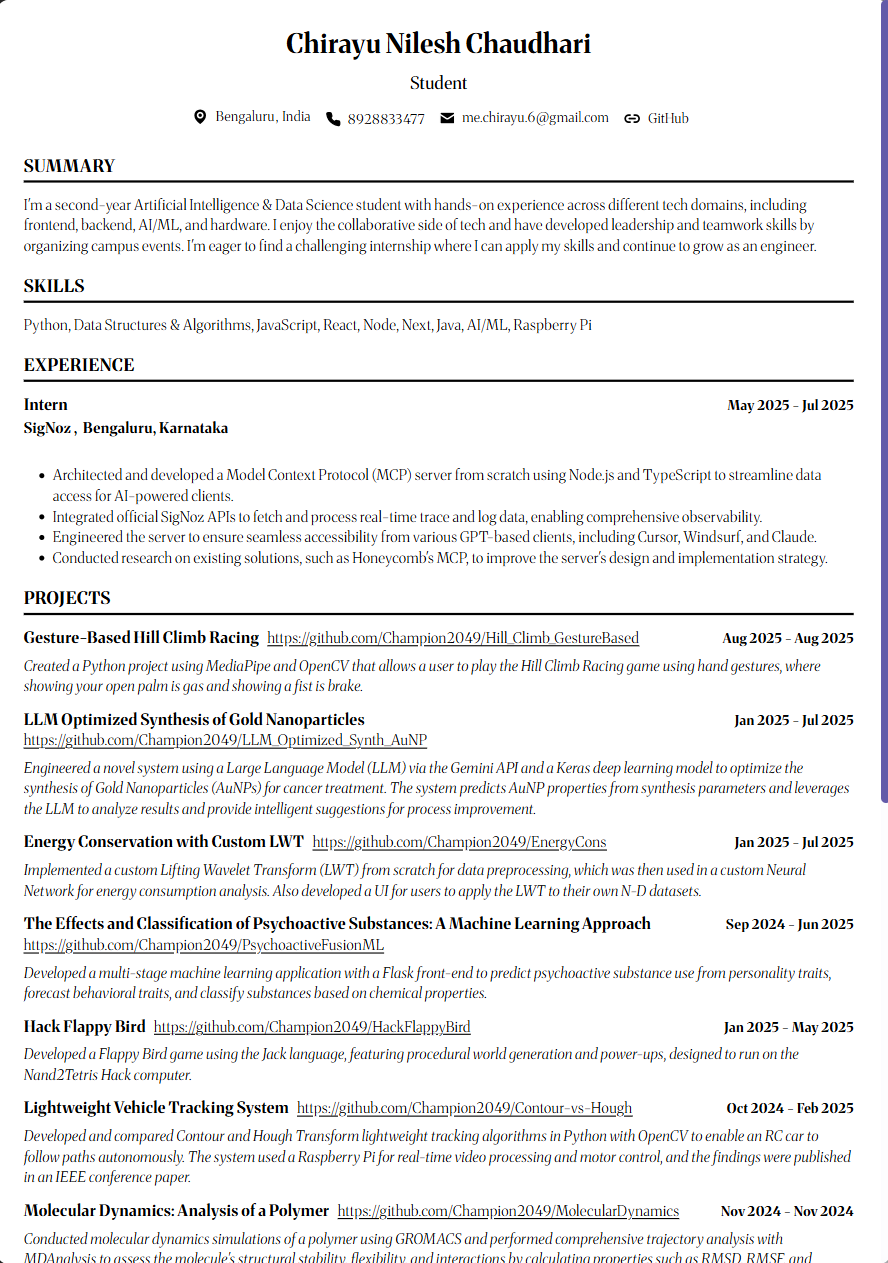 Chirayu Nilesh Chaudhari
Student
Bengaluru, India 8928833477 me.chirayu.6@gmail.com GitHub
SUMMARY
I'm a second-year Artificial Intelligence & Data Science student with hands-on experience across different tech domains, including
frontend, backend, AI/ML, and hardware. I enjoy the collaborative side of tech and have developed leadership and teamwork skills by
organizing campus events. I'm eager to find a challenging internship where I can apply my skills and continue to grow as an engineer.
SKILLS
Python, Data Structures & Algorithms, JavaScript, React, Node, Next, Java, AI/ML, Raspberry Pi
EXPERIENCE
Intern May 2025 - Jul 2025
SigNoz , Bengaluru, Karnataka
• Architected and developed a Model Context Protocol (MCP) server from scratch using Node.js and TypeScript to streamline data
access for AI-powered clients.
• Integrated official SigNoz APIs to fetch and process real-time trace and log data, enabling comprehensive observability.
• Engineered the server to ensure seamless accessibility from various GPT-based clients, including Cursor, Windsurf, and Claude.
• Conducted research on existing solutions, such as Honeycomb's MCP, to improve the server's design and implementation strategy.
PROJECTS
Gesture-Based Hill Climb Racing https://github.com/Champion2049/Hill_Climb_GestureBased Aug 2025 - Aug 2025
Created a Python project using MediaPipe and OpenCV that allows a user to play the Hill Climb Racing game using hand gestures, where
showing your open palm is gas and showing a fist is brake.
LLM Optimized Synthesis of Gold Nanoparticles Jan 2025 - Jul 2025
https://github.com/Champion2049/LLM_Optimized_Synth_AuNP
Engineered a novel system using a Large Language Model (LLM) via the Gemini API and a Keras deep learning model to optimize the
synthesis of Gold Nanoparticles (AuNPs) for cancer treatment. The system predicts AuNP properties from synthesis parameters and leverages
the LLM to analyze results and provide intelligent suggestions for process improvement.
Energy Conservation with Custom LWT https://github.com/Champion2049/EnergyCons Jan 2025 - Jul 2025
Implemented a custom Lifting Wavelet Transform (LWT) from scratch for data preprocessing, which was then used in a custom Neural
Network for energy consumption analysis. Also developed a UI for users to apply the LWT to their own N-D datasets.
The Effects and Classification of Psychoactive Substances: A Machine Learning Approach Sep 2024 - Jun 2025
https://github.com/Champion2049/PsychoactiveFusionML
Developed a multi-stage machine learning application with a Flask front-end to predict psychoactive substance use from personality traits,
forecast behavioral traits, and classify substances based on chemical properties.
Hack Flappy Bird https://github.com/Champion2049/HackFlappyBird Jan 2025 - May 2025
Developed a Flappy Bird game using the Jack language, featuring procedural world generation and power-ups, designed to run on the
Nand2Tetris Hack computer.
Lightweight Vehicle Tracking System https://github.com/Champion2049/Contour-vs-Hough Oct 2024 - Feb 2025
Developed and compared Contour and Hough Transform lightweight tracking algorithms in Python with OpenCV to enable an RC car to
follow paths autonomously. The system used a Raspberry Pi for real-time video processing and motor control, and the findings were published
in an IEEE conference paper.
Molecular Dynamics: Analysis of a Polymer https://github.com/Champion2049/MolecularDynamics Nov 2024 - Nov 2024
Conducted molecular dynamics simulations of a polymer using GROMACS and performed comprehensive trajectory analysis with
MDAnalysis to assess the molecule's structural stability, flexibility, and interactions by calculating properties such as RMSD, RMSF, and